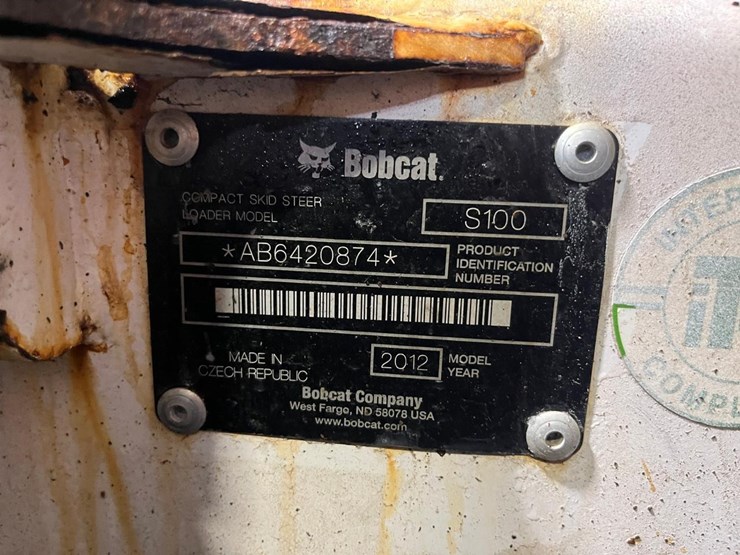 Bobcat.
COMPACT SKID STEER
LOADER MODEL
S100
*AB6420874*
PRODUCT
IDENTIFICATION
NUMBER
MADE IN
CZECH REPUBLIC
2012
MODEL
YEAR
Bobcat Company
West Fargo, ND 58078 USA
www.bobcat.com